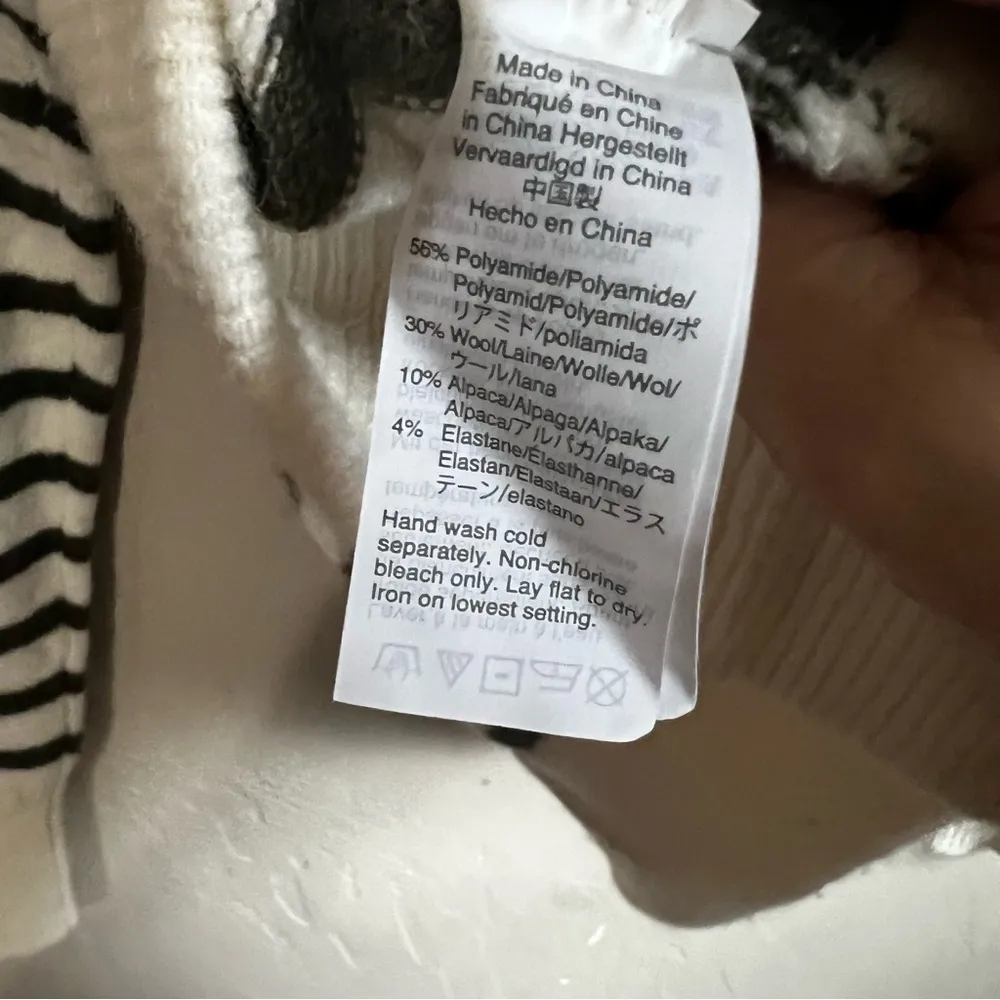 Made in China
Fabriqué en Chine
in China Hergestellt
Vervaardigd in China
中国製
Hecho en China
56% Polyamide/Polyamide/
Polyamid/Polyamide/ポ
リアミド/poliamida
30% Wool/Laine/Wolle/Wol/
ウール/lana
10% Alpaca/Alpaga/Alpaka/
Alpaca/アルパカ/alpaca
4% Elastane/Élasthanne/
Elastan/Elastaan/エラス
テーン/elastano
Hand wash cold
separately. Non-chlorine
bleach only. Lay flat to dry.
Iron on lowest setting.